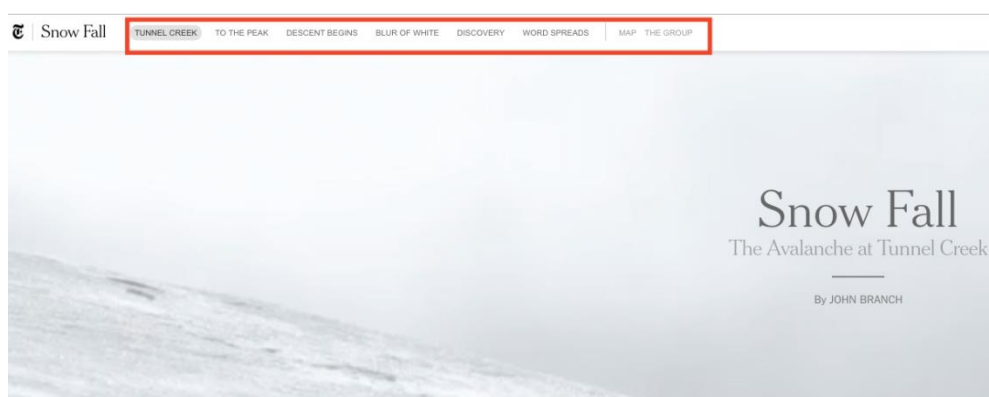 T Snow Fall TUNNEL CREEK TO THE PEAK DESCENT BEGINS BLUR OF WHITE DISCOVERY WORD SPREADS MAP THE GROUP
Snow Fall
The Avalanche at Tunnel Creek
By JOHN BRANCH